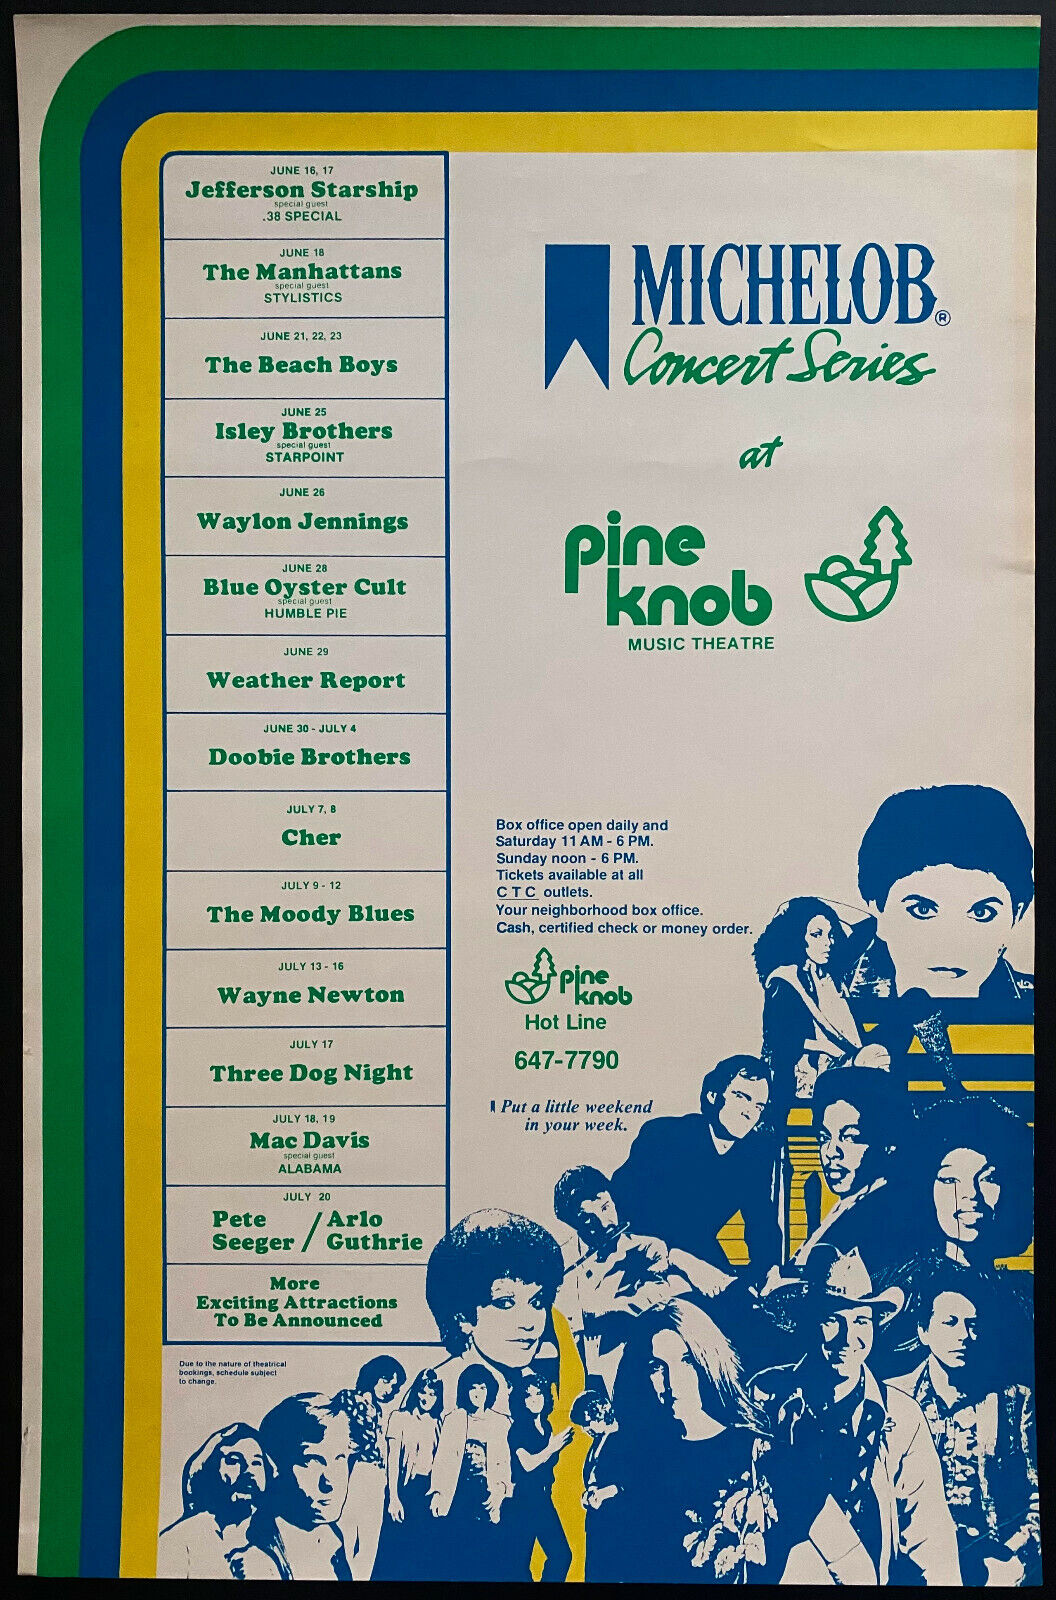 JUNE 16, 17
Jefferson Starship
special guest
.38 SPECIAL
JUNE 18
The Manhattans
special guest
STYLISTICS
JUNE 21, 22, 23
The Beach Boys
JUNE 25
Isley Brothers
special guest
STARPOINT
JUNE 26
Waylon Jennings
JUNE 28
Blue Oyster Cult
special guest
HUMBLE PIE
JUNE 29
Weather Report
JUNE 30 - JULY 4
Doobie Brothers
JULY 7, 8
Cher
JULY 9 - 12
The Moody Blues
JULY 13 - 16
Wayne Newton
JULY 17
Three Dog Night
JULY 18, 19
Mac Davis
special guest
ALABAMA
JULY 20
Pete / Arlo
Seeger / Guthrie
More
Exciting Attractions
To Be Announced
Due to the nature of theatrical
bookings, schedule subject
to change.
MICHELOB®
Concert Series
at
pine
knob
MUSIC THEATRE
Box office open daily and
Saturday 11 AM - 6 PM.
Sunday noon - 6 PM.
Tickets available at all
CTC outlets.
Your neighborhood box office.
Cash, certified check or money order.
pine
knob
Hot Line
647-7790
Put a little weekend
in your week.